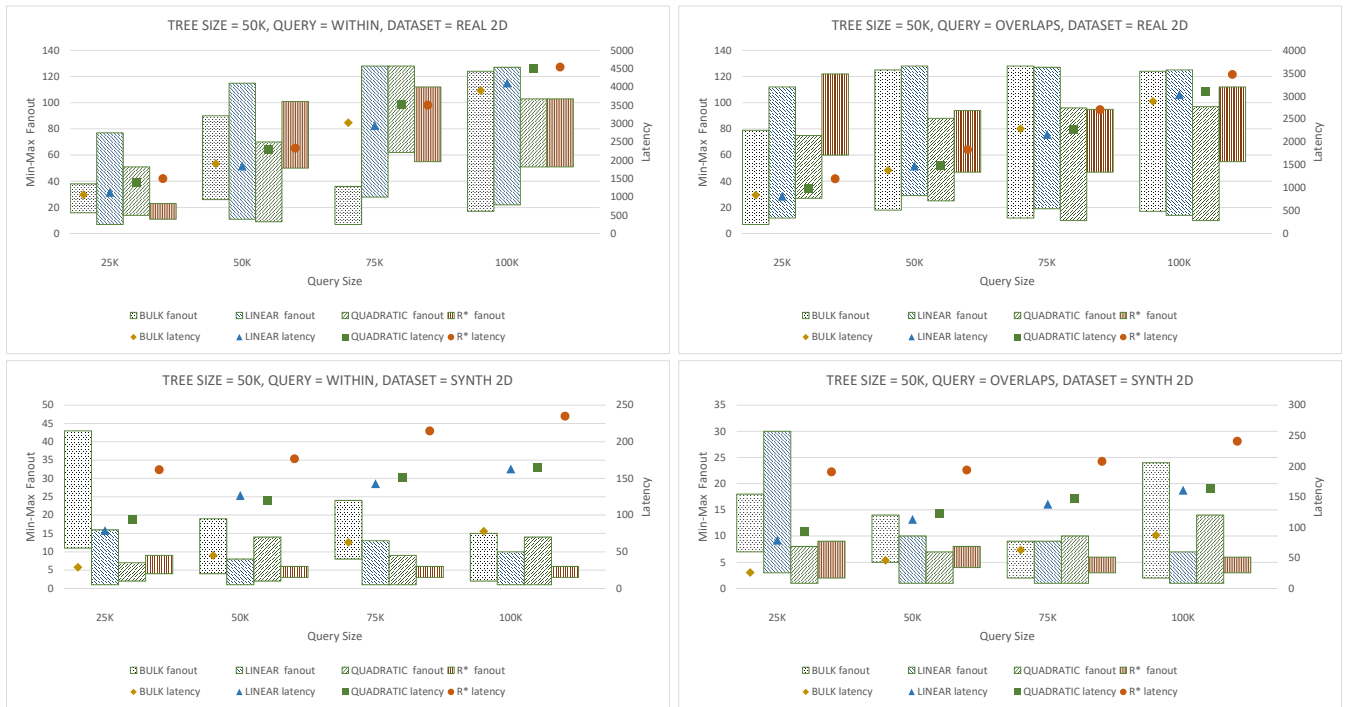 TREE SIZE = 50K, QUERY = WITHIN, DATASET = REAL 2D
Min-Max Fanout
140
120
100
80
60
40
20
0
5000
4500
4000
3500
3000
2500
2000
1500
1000
500
0
Latency
25K 50K 75K 100K
Query Size
BULK fanout LINEAR fanout QUADRATIC fanout R* fanout
BULK latency LINEAR latency QUADRATIC latency R* latency
TREE SIZE = 50K, QUERY = OVERLAPS, DATASET = REAL 2D
Min-Max Fanout
140
120
100
80
60
40
20
0
4000
3500
3000
2500
2000
1500
1000
500
0
Latency
25K 50K 75K 100K
Query Size
BULK fanout LINEAR fanout QUADRATIC fanout R* fanout
BULK latency LINEAR latency QUADRATIC latency R* latency
TREE SIZE = 50K, QUERY = WITHIN, DATASET = SYNTH 2D
Min-Max Fanout
50
45
40
35
30
25
20
15
10
5
0
250
200
150
100
50
0
Latency
25K 50K 75K 100K
Query Size
BULK fanout LINEAR fanout QUADRATIC fanout R* fanout
BULK latency LINEAR latency QUADRATIC latency R* latency
TREE SIZE = 50K, QUERY = OVERLAPS, DATASET = SYNTH 2D
Min-Max Fanout
35
30
25
20
15
10
5
0
300
250
200
150
100
50
0
Latency
25K 50K 75K 100K
Query Size
BULK fanout LINEAR fanout QUADRATIC fanout R* fanout
BULK latency LINEAR latency QUADRATIC latency R* latency